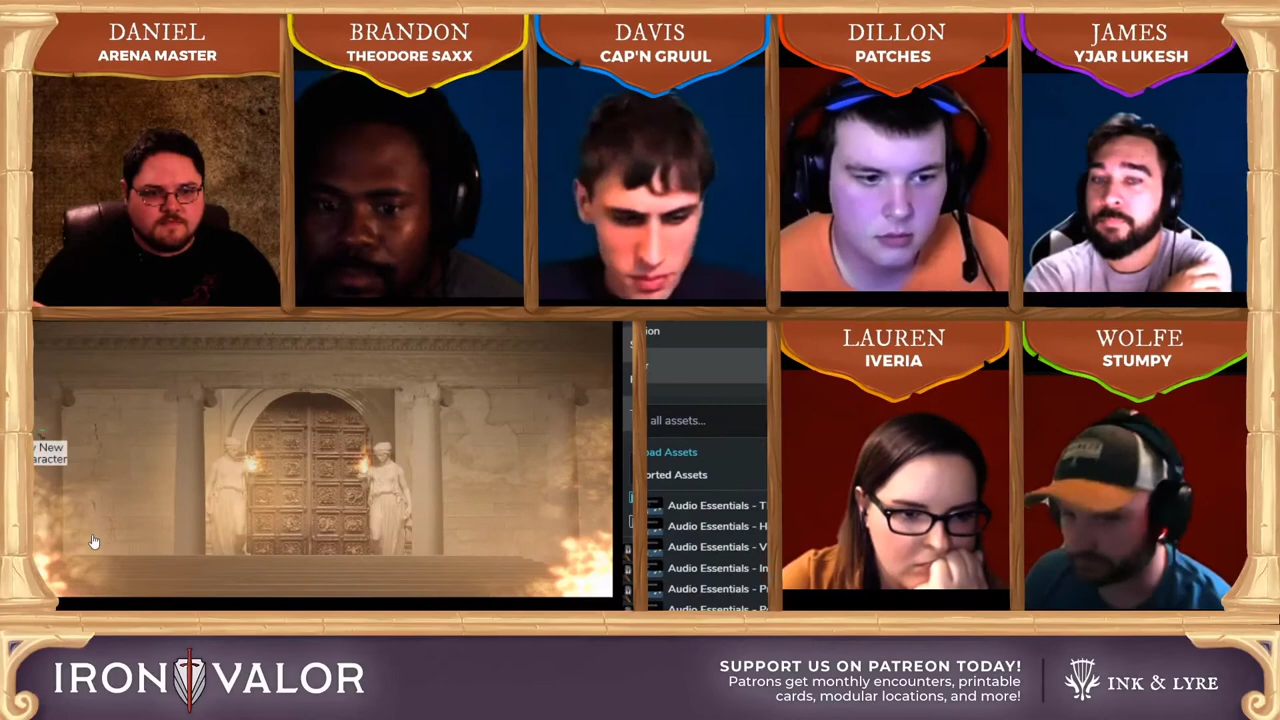 DANIEL
ARENA MASTER
BRANDON
THEODORE SAXX
DAVIS
CAP'N GRUUL
DILLON
PATCHES
JAMES
YJAR LUKESH
New
all assets...
Audio Essentials - T
Audio Essentials - H
Audio Essentials - V
Audio Essentials - In
Audio Essentials - P
LAUREN
IVERIA
WOLFE
STUMPY
IRON VALOR
SUPPORT US ON PATREON TODAY!
Patrons get monthly encounters, printable
cards, modular locations, and more!
INK & LYRE